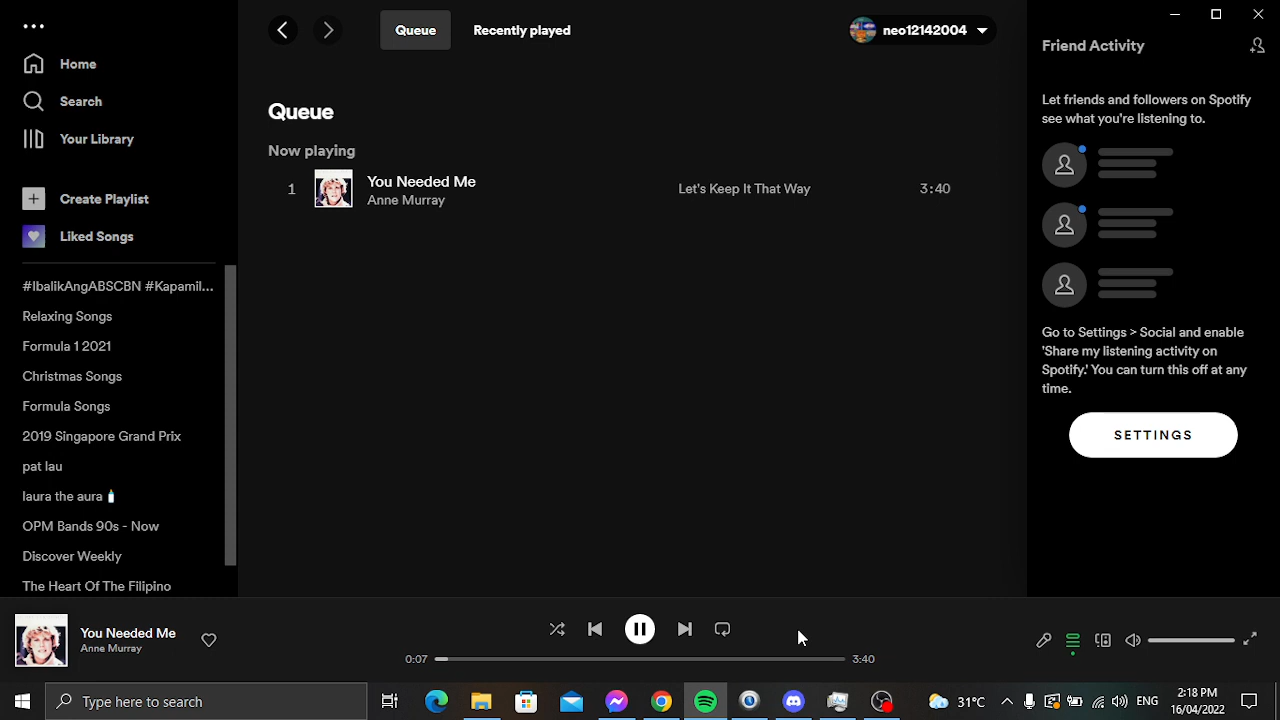 Home
Search
Your Library
Create Playlist
Liked Songs
#IbalikAngABSCBN #Kapamil...
Relaxing Songs
Formula 1 2021
Christmas Songs
Formula Songs
2019 Singapore Grand Prix
pat lau
laura the aura
OPM Bands 90s - Now
Discover Weekly
The Heart Of The Filipino
Queue
Recently played
neo12142004
Queue
Now playing
1
You Needed Me
Anne Murray
Let's Keep It That Way
3:40
Friend Activity
Let friends and followers on Spotify
see what you're listening to.
Go to Settings > Social and enable
'Share my listening activity on
Spotify.' You can turn this off at any
time.
SETTINGS
You Needed Me
Anne Murray
0:07
3:40
Type here to search
31°C
ENG
2:18 PM
16/04/2022